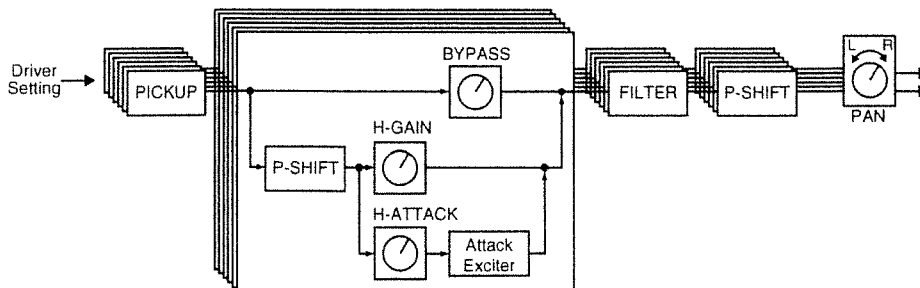 Driver
Setting
PICKUP
BYPASS
H-GAIN
P-SHIFT
H-ATTACK
Attack
Exciter
FILTER
P-SHIFT
L R
PAN